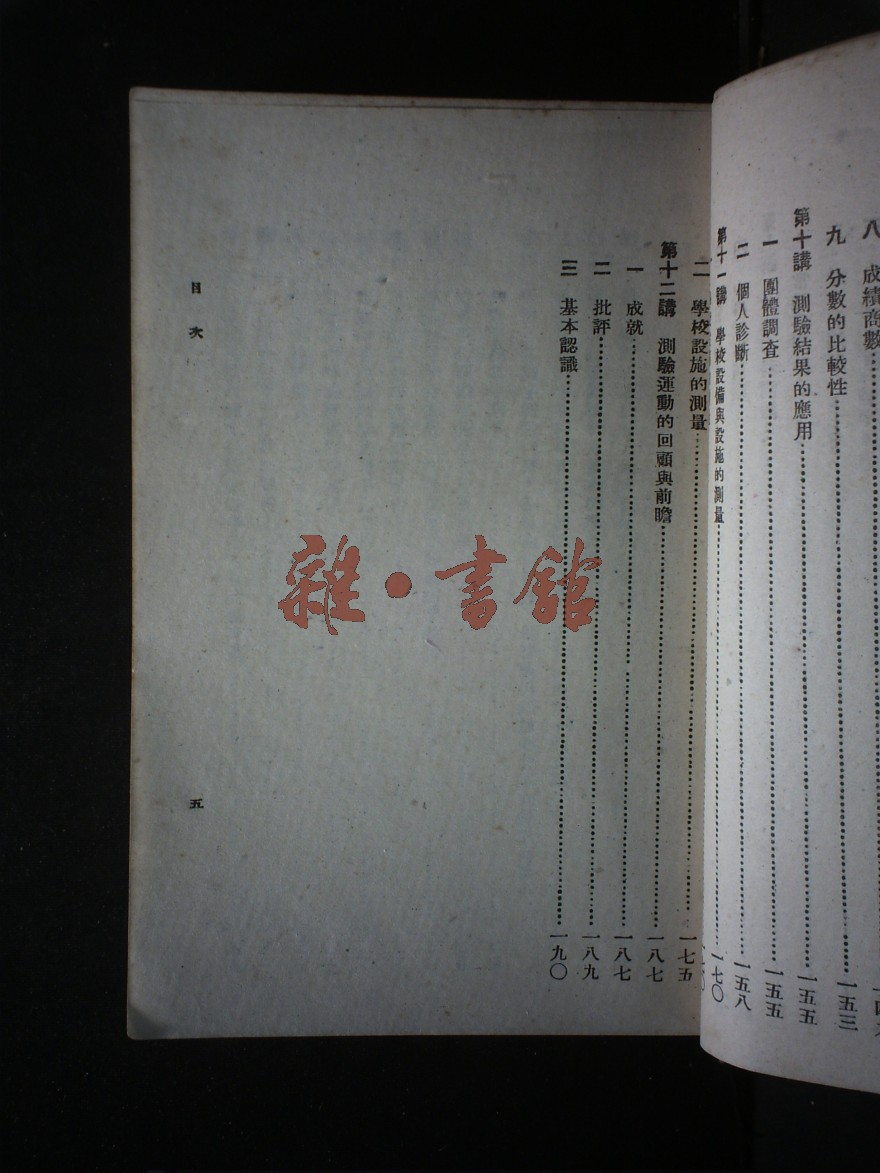 八 成績商數
九 分數的比較性……一五三
第十講 測驗結果的應用……一五五
一 團體調査……一五五
二 個人診斷……一五八
第十一講 學校設備與設施的測量……一七〇
二 學校設施的測量……一七五
第十二講 測驗運動的回顧與前瞻……一八七
一 成就……一八七
二 批評……一八九
三 基本認識……一九〇
目次 五
雜·書館